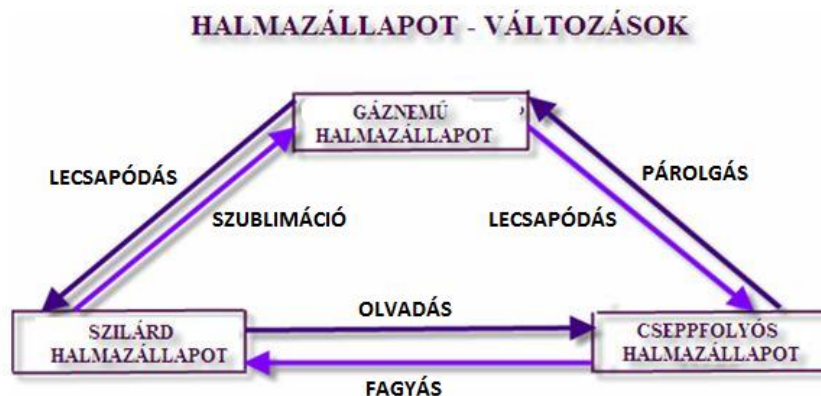 HALMAZÁLLAPOT - VÁLTOZÁSOK
GÁZNEMŰ
HALMAZÁLLAPOT
LECSAPÓDÁS
PÁROLGÁS
SZUBLIMÁCIÓ
LECSAPÓDÁS
OLVADÁS
SZILÁRD
HALMAZÁLLAPOT
CSEPPFOLYÓS
HALMAZÁLLAPOT
FAGYÁS